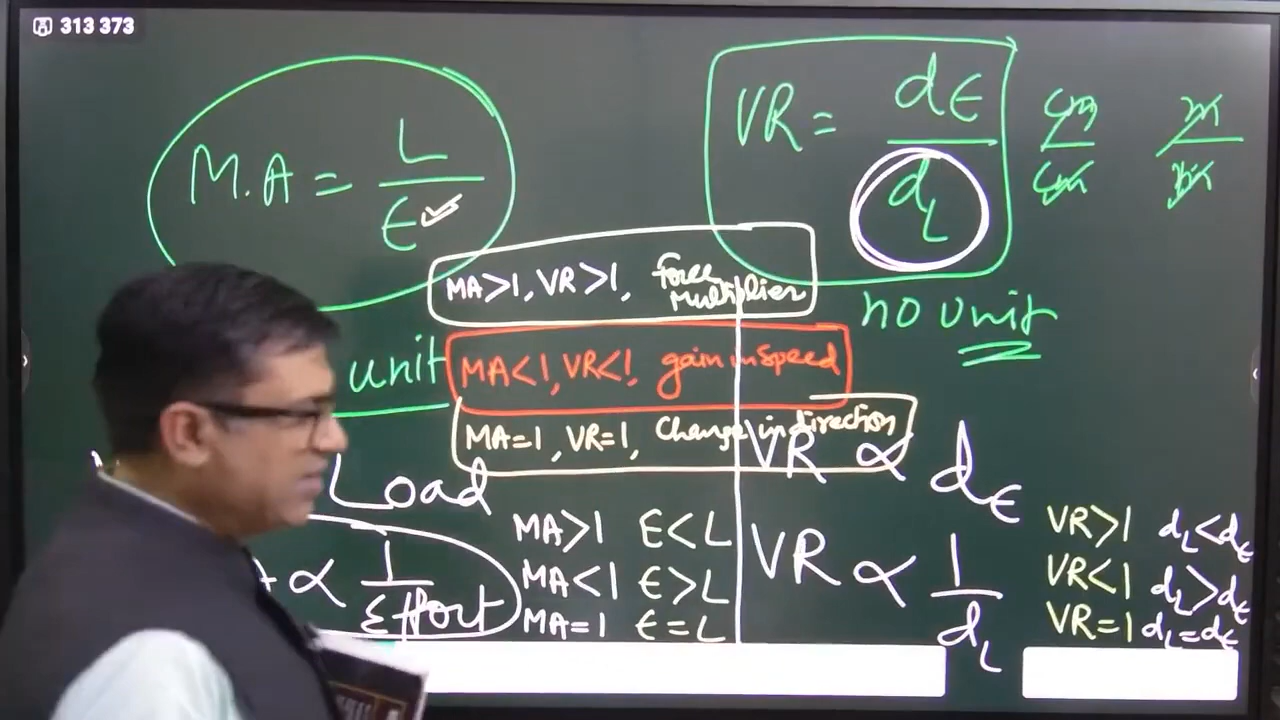 313 373
M.A = L/E
VR = dE/dL
cm/cm
m/m
MA>1, VR>1, Force Multiplier
no unit
unit
MA<1, VR<1, gain in speed
MA=1, VR=1, Change in direction
Load
∝ 1/Effort
MA>1 E<L
MA<1 E>L
MA=1 E=L
VR ∝ dE
VR ∝ 1/dL
VR>1 dL<dE
VR<1 dL>dE
VR=1 dL=dE